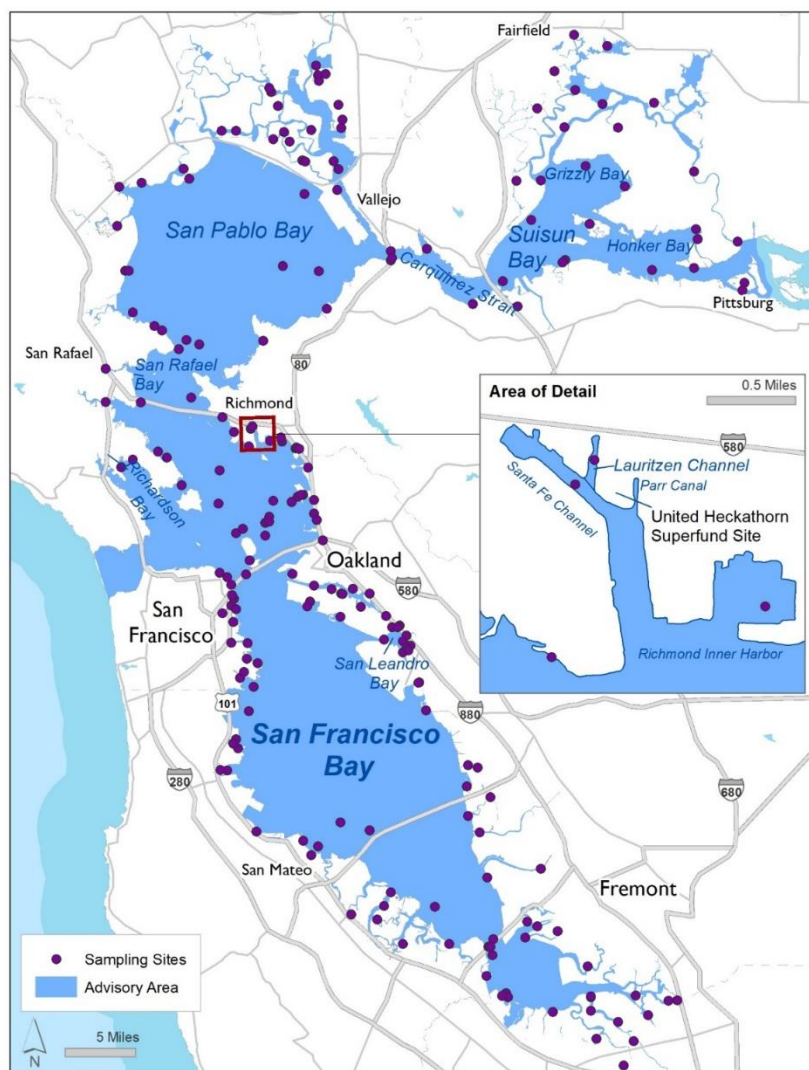 Fairfield
Grizzly Bay
Vallejo
San Pablo Bay
Suisun
Bay
Honker Bay
Carquinez Strait
Pittsburg
San Rafael
San Rafael
Bay
80
Richmond
Area of Detail
0.5 Miles
580
Lauritzen Channel
Parr Canal
Santa Fe Channel
United Heckathorn
Superfund Site
Richmond Inner Harbor
Richardson
Bay
Oakland
580
San
Francisco
San Leandro
Bay
101
880
San Francisco
Bay
280
680
San Mateo
Fremont
Sampling Sites
Advisory Area
N
5 Miles